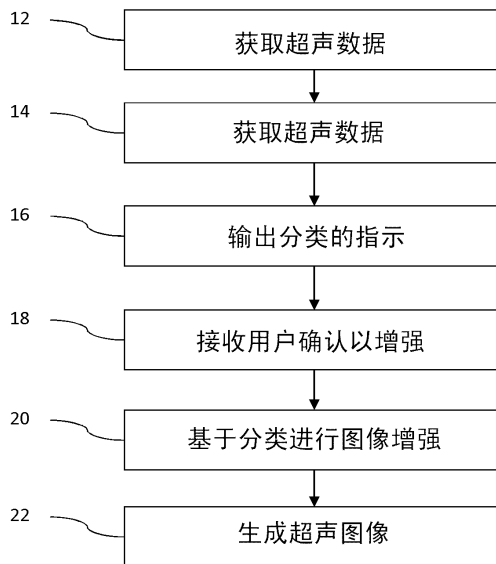 12
获取超声数据
14
获取超声数据
16
输出分类的指示
18
接收用户确认以增强
20
基于分类进行图像增强
22
生成超声图像